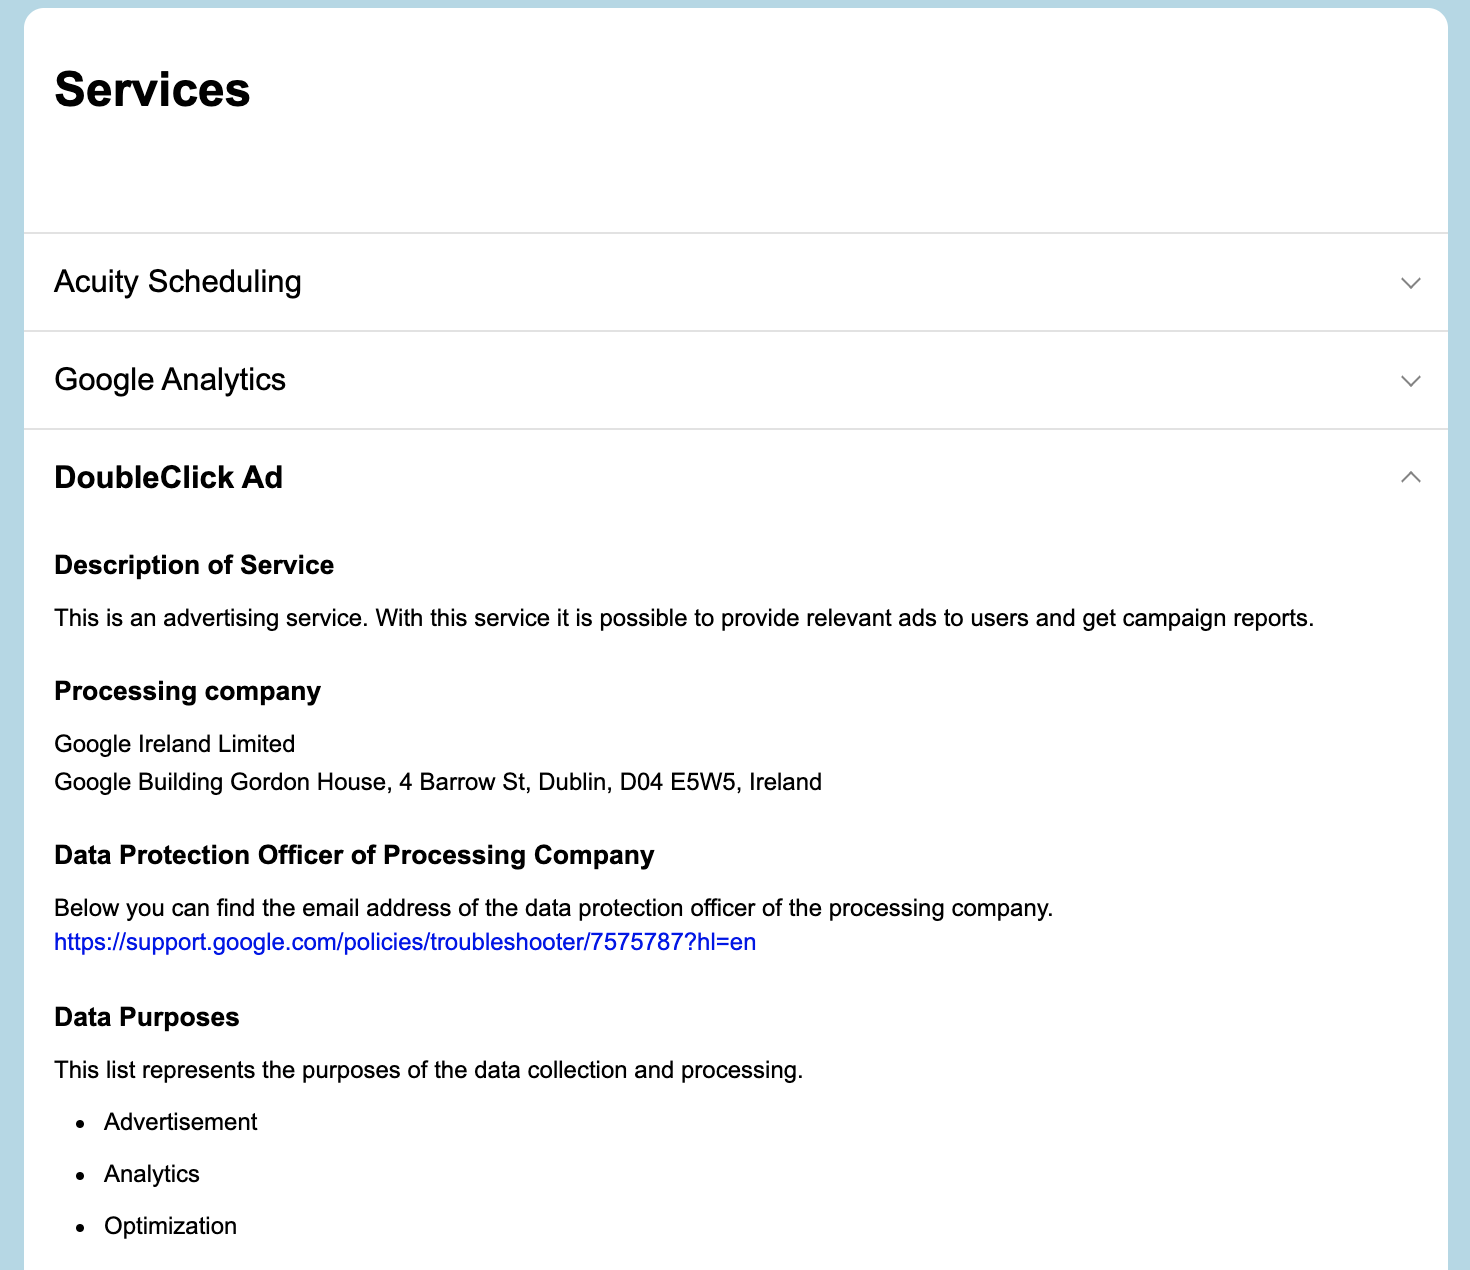 Services
Acuity Scheduling
Google Analytics
DoubleClick Ad
Description of Service
This is an advertising service. With this service it is possible to provide relevant ads to users and get campaign reports.
Processing company
Google Ireland Limited
Google Building Gordon House, 4 Barrow St, Dublin, D04 E5W5, Ireland
Data Protection Officer of Processing Company
Below you can find the email address of the data protection officer of the processing company.
https://support.google.com/policies/troubleshooter/7575787?hl=en
Data Purposes
This list represents the purposes of the data collection and processing.
• Advertisement
• Analytics
• Optimization